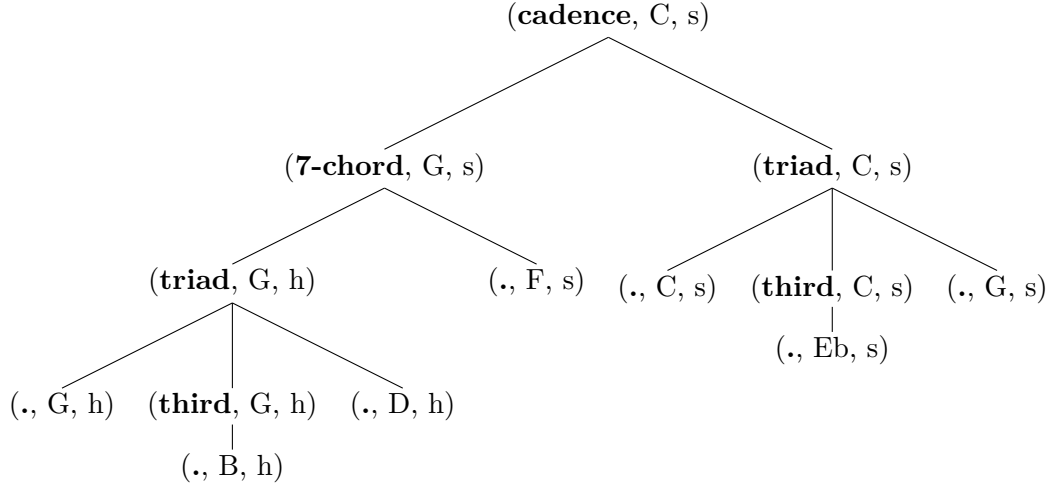 (cadence, C, s)
(7-chord, G, s) (triad, C, s)
(triad, G, h) (., F, s) (., C, s) (third, C, s) (., G, s)
(., Eb, s)
(., G, h) (third, G, h) (., D, h)
(., B, h)